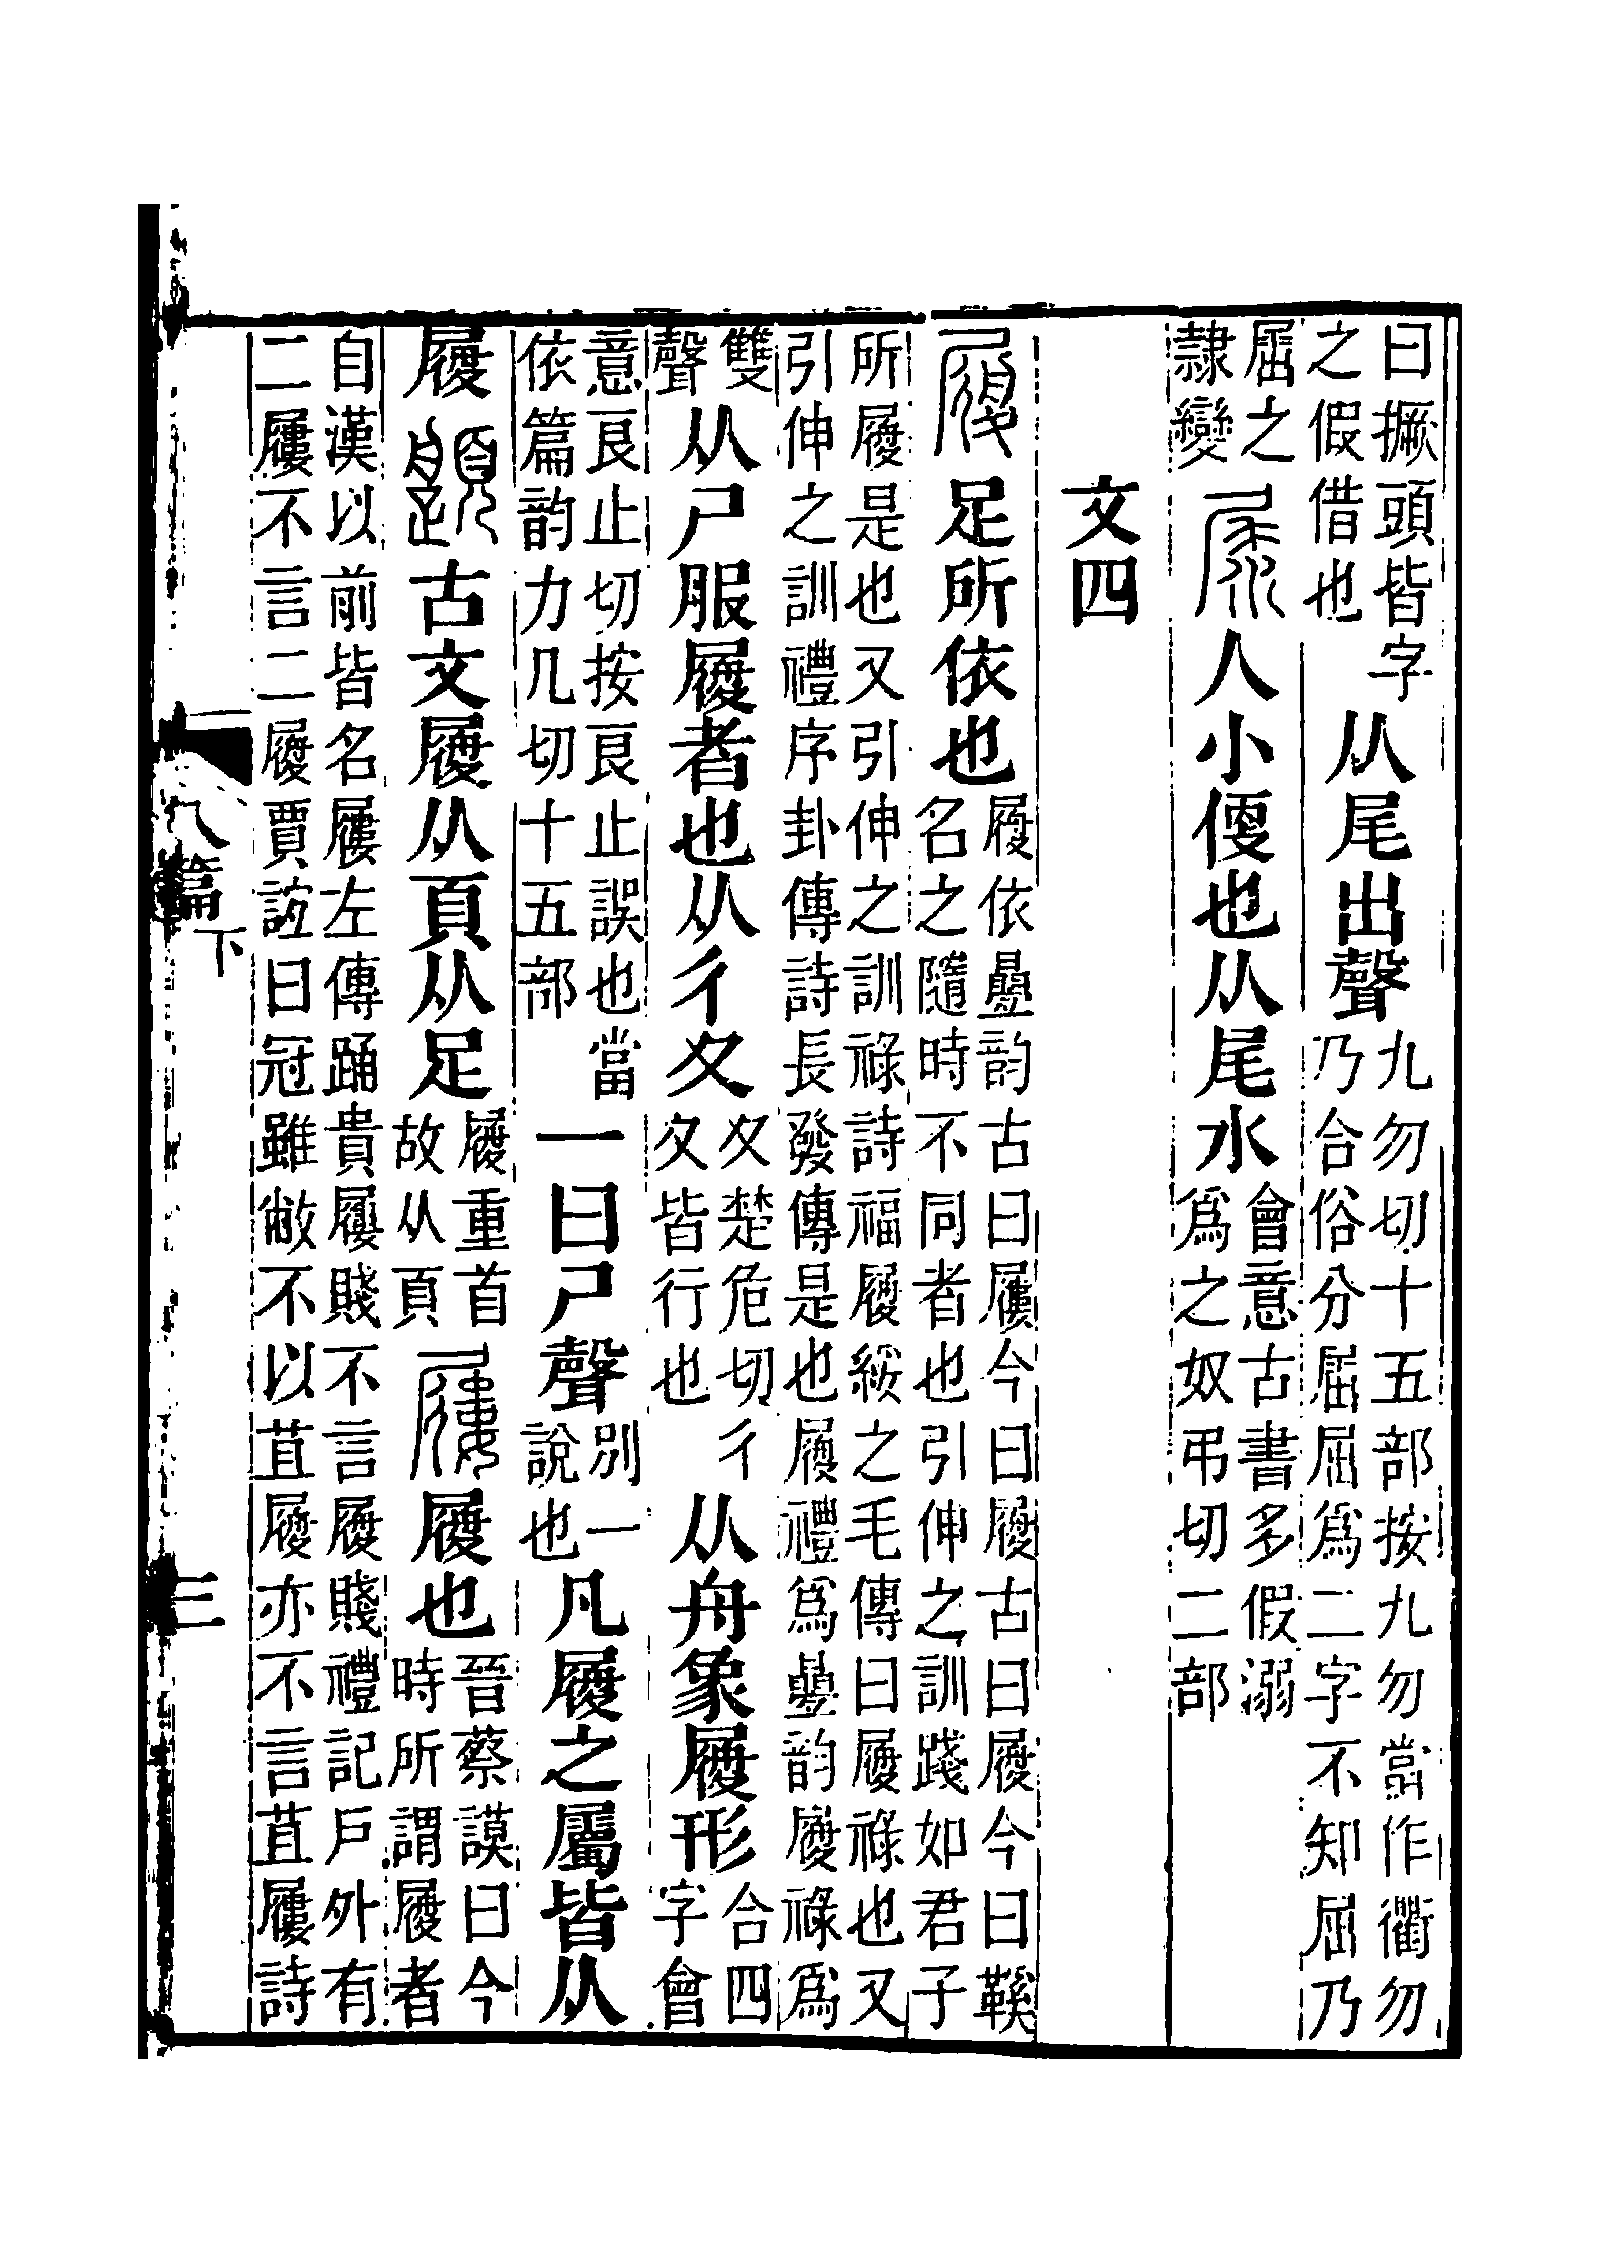 曰撅頭皆字
之假借也
从尾出聲
九勿切十五部按九勿當作衢勿
乃合俗分屈𡲬爲二字不知屈乃
𡲬之
隸變
尿人小便也从尾水
會意古書多假溺
爲之奴弔切二部
文四
履足所依也
履依曡韵古曰屨今曰履古曰履今曰鞵
名之隨時不同者也引伸之訓踐如君子
所履是也又引伸之訓祿詩福履綏之毛傳曰履祿也又
引伸之訓禮序卦傳詩長發傳是也履禮爲曡韵履祿爲
雙
聲
从尸服履者也从彳夊
夊楚危切彳
夊皆行也
从舟象履形
合四
字會
意良止切按良止誤也當
依篇韵力几切十五部
一曰尸聲
別一
說也
凡履之屬皆从
履𩕎古文履从頁从足
履重首
故从頁
屨履也
晉蔡謨曰今
時所謂履者
自漢以前皆名屨左傳踊貴屨賤不言履賤禮記戶外有
二屨不言二履賈誼曰冠雖敝不以苴履亦不言苴屨詩
八篇下
三